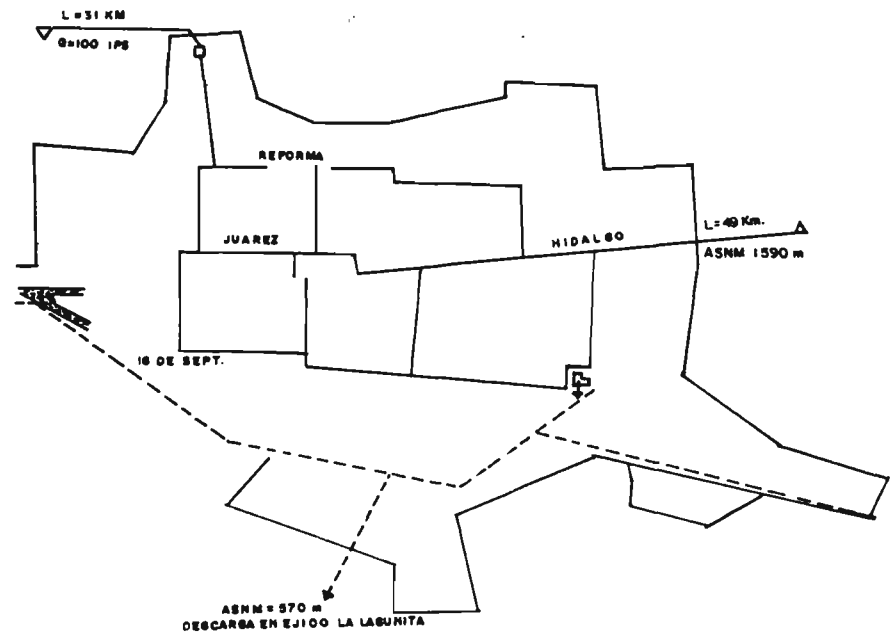 L = 31 KM
Q=100 lPS
REFORMA
JUAREZ
HIDALGO
L=49 Km.
ASNM 1590 m
16 DE SEPT.
ASNM = 570 m
DESCARGA EN EJIDO LA LAGUNITA